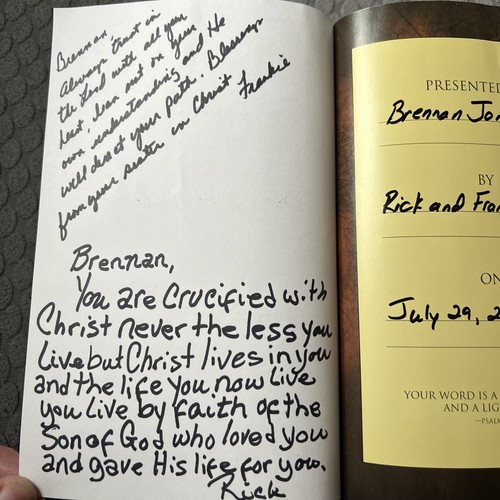 Brennan
Always trust in
the Lord with all your
heart, lean not on your
own understanding and He
will direct your path. Blessings
from your sister in Christ Frankie
Brennan,
You are Crucified with
Christ never the less you
Live but Christ lives in you
and the life you now Live
you Live by faith of the
Son of God who loved you
and gave His life for you.
Rick
PRESENTED
Brennan Jon
BY
Rick and Fran
ON
July 29, 2
YOUR WORD IS A
AND A LIG
—PSALM